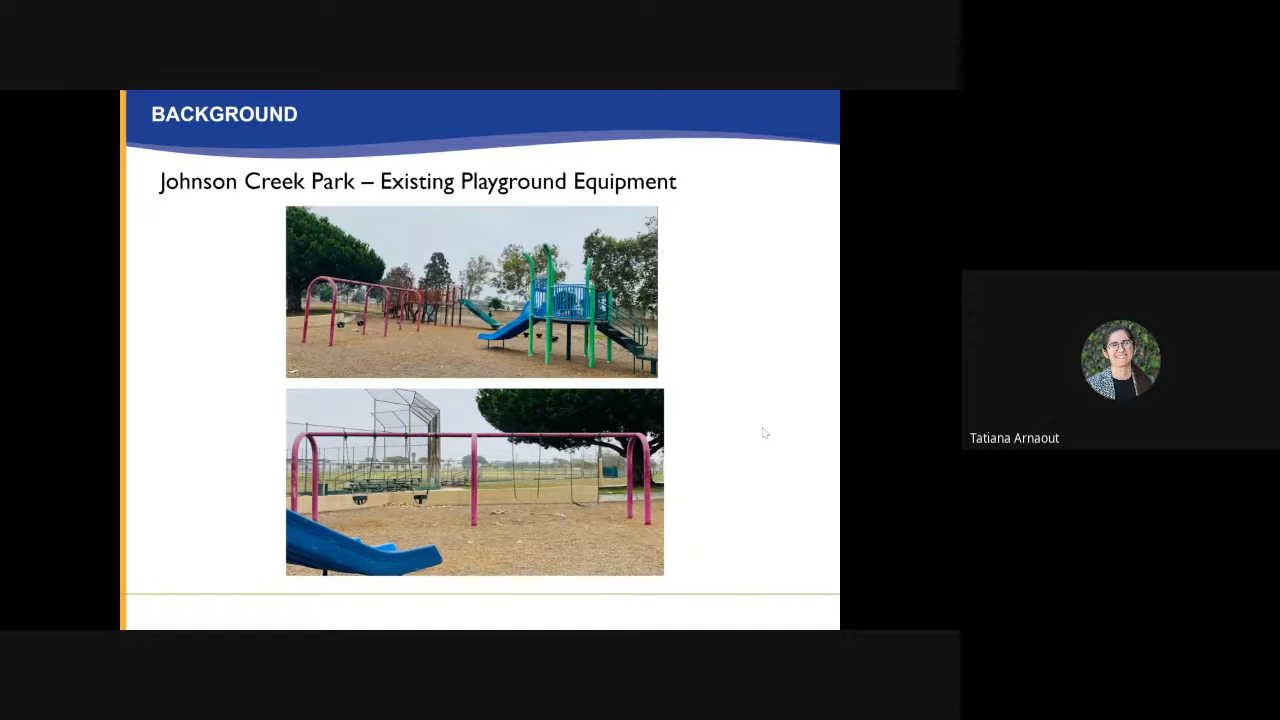 BACKGROUND
Johnson Creek Park – Existing Playground Equipment
Tatiana Arnaout